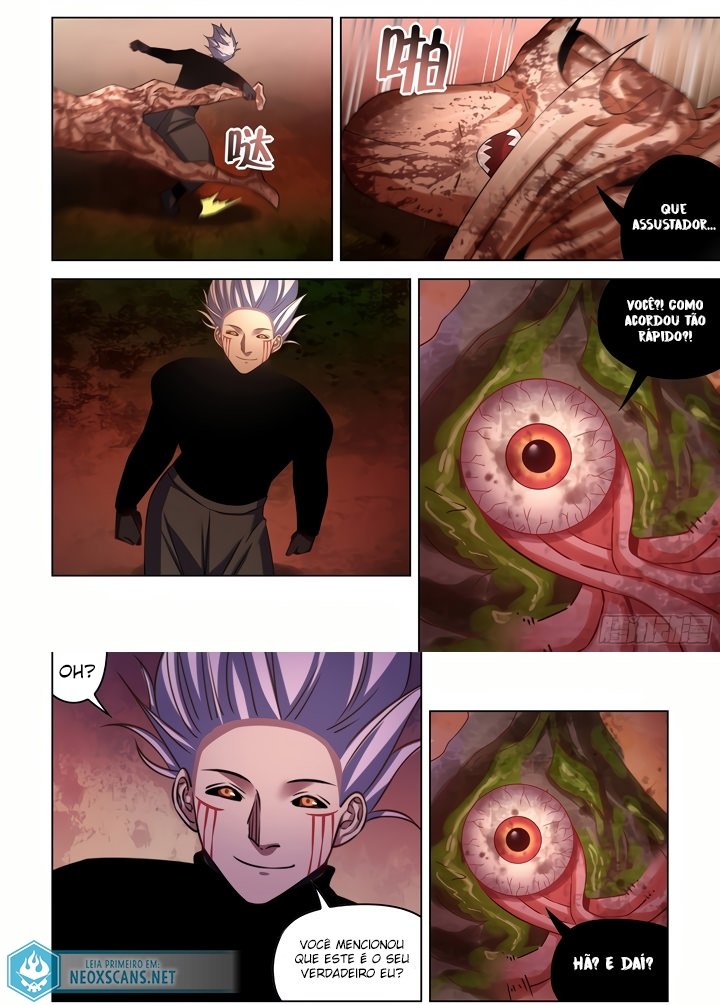 哒
啪
QUE
ASSUSTADOR...
VOCÊ?! COMO
ACORDOU TÃO
RÁPIDO?!
OH?
VOCÊ MENCIONOU
QUE ESTE É O SEU
VERDADEIRO EU?
HÃ? E DAÍ?
LEIA PRIMEIRO EM:
NEOXSCANS.NET